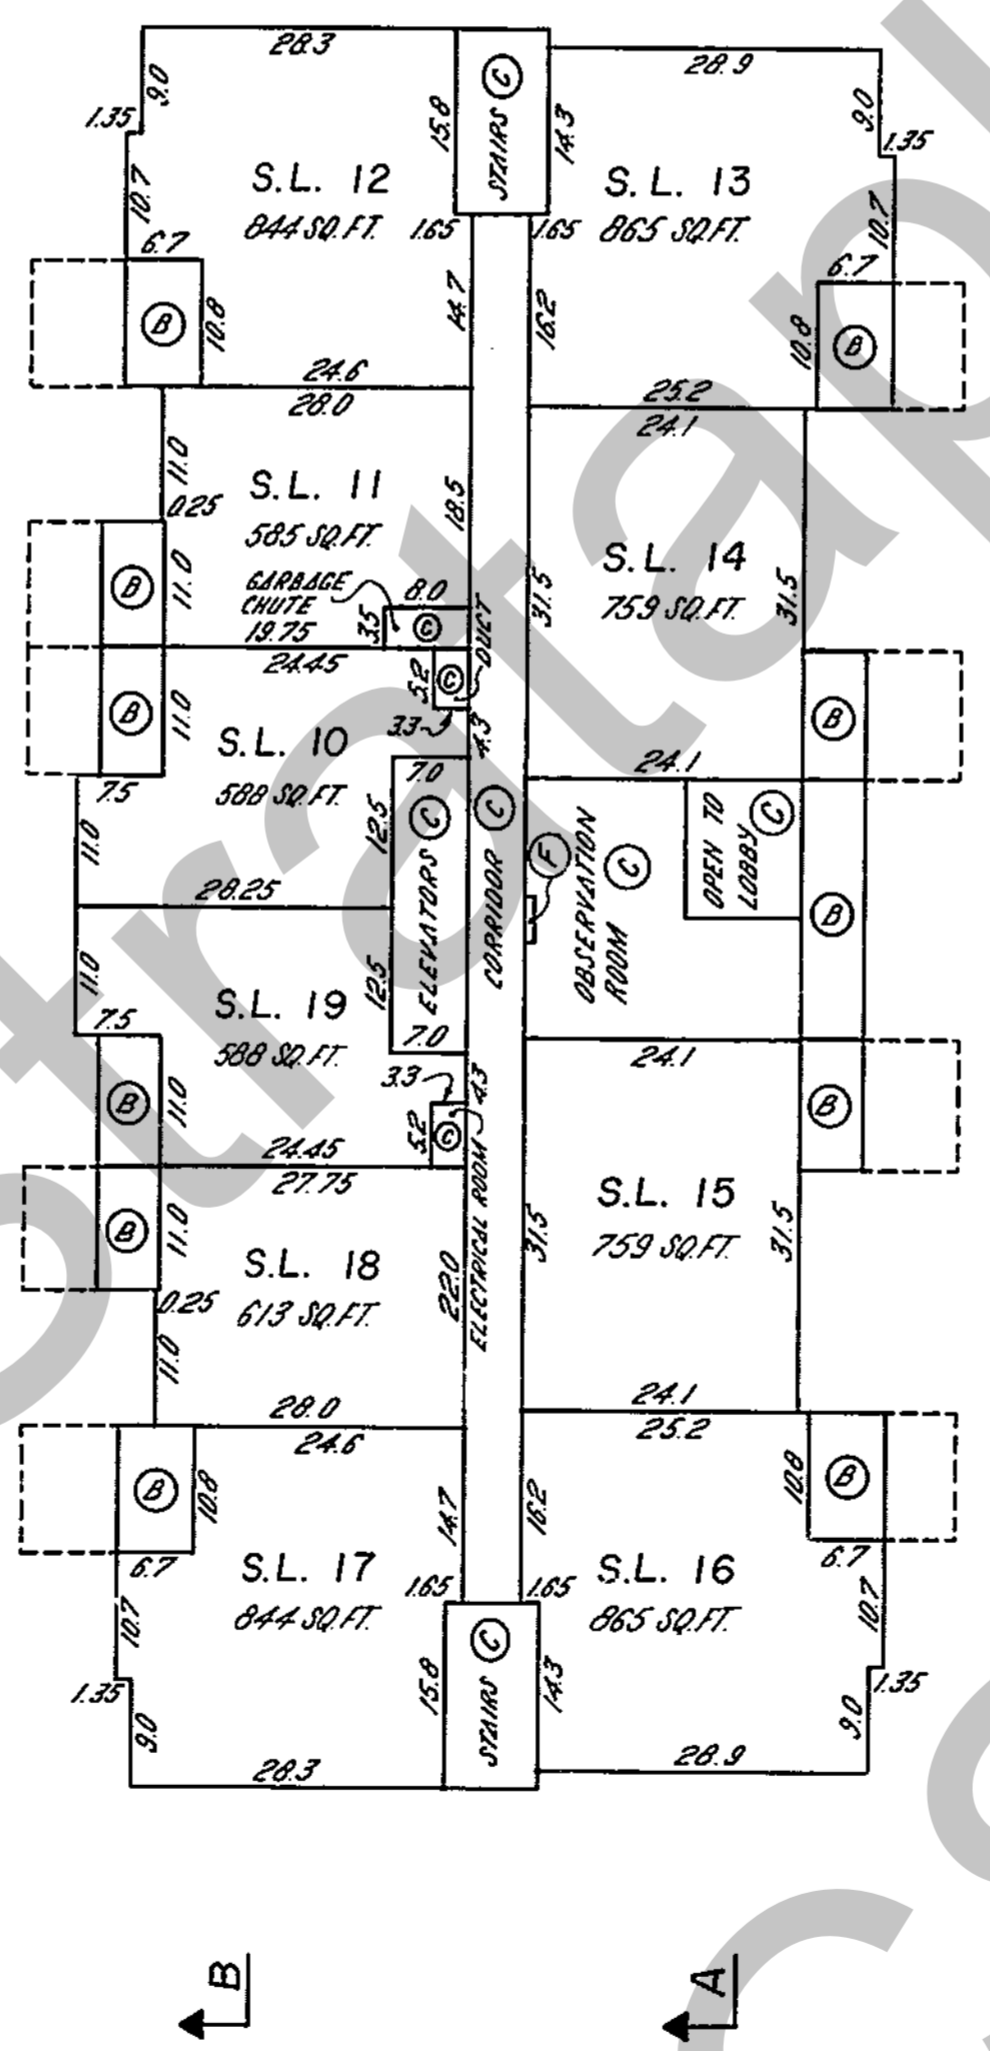 28.3
28.9
9.0
15.8
STAIRS C
14.3
9.0
1.35
1.35
S.L. 12
S.L. 13
10.7
844 SQ.FT.
1.65
1.65
865 SQ.FT.
10.7
6.7
6.7
B
10.8
14.7
16.2
10.8
B
24.6
25.2
28.0
24.1
11.0
S.L. 11
18.5
0.25
585 SQ.FT.
S.L. 14
B
11.0
GARBAGE
CHUTE
8.0
31.5
759 SQ.FT.
31.5
19.75
3.5
C
DUCT
24.45
5.2
C
B
11.0
3.3
4.3
B
S.L. 10
24.1
7.5
588 SQ.FT.
7.0
11.0
12.5
ELEVATORS C
CORRIDOR C
F
OBSERVATION
ROOM
C
OPEN TO
LOBBY
C
28.25
B
11.0
12.5
S.L. 19
7.5
588 SQ.FT.
7.0
24.1
B
11.0
3.3
4.3
B
5.2
C
ELECTRICAL ROOM
24.45
27.75
S.L. 15
B
11.0
31.5
759 SQ.FT.
31.5
S.L. 18
22.0
0.25
613 SQ.FT.
11.0
24.1
28.0
25.2
24.6
B
10.8
14.7
16.2
10.8
B
6.7
6.7
S.L. 17
S.L. 16
10.7
844 SQ.FT.
1.65
1.65
865 SQ.FT.
10.7
1.35
1.35
9.0
15.8
STAIRS C
14.3
9.0
28.3
28.9
B
A